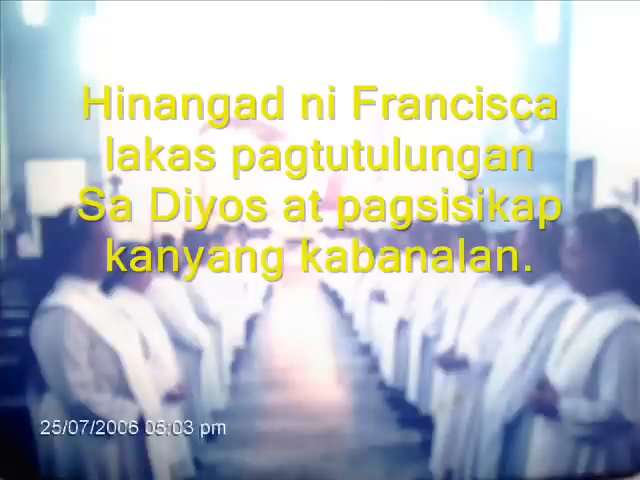 Hinangad ni Francisca
lakas pagtutulungan
Sa Diyos at pagsisikap
kanyang kabanalan.
25/07/2006 05:03 pm